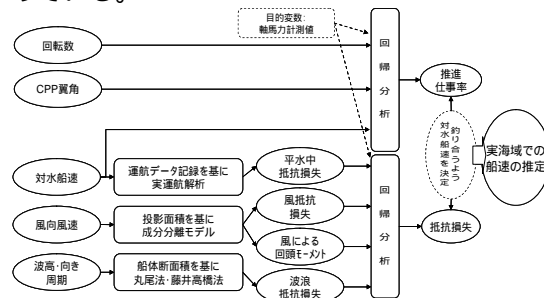 っている。
目的変数:
軸馬力計測値
回転数
CPP翼角
回帰分析
推進
仕事率
釣り合うよう
対水船速を決定
実海域での
船速の推定
対水船速
運航データ記録を基に
実運航解析
平水中
抵抗損失
回帰分析
風向風速
投影面積を基に
成分分離モデル
風抵抗
損失
風による
回頭モーメント
抵抗損失
波高・向き
周期
船体断面積を基に
丸尾法・藤井高橋法
波浪
抵抗損失